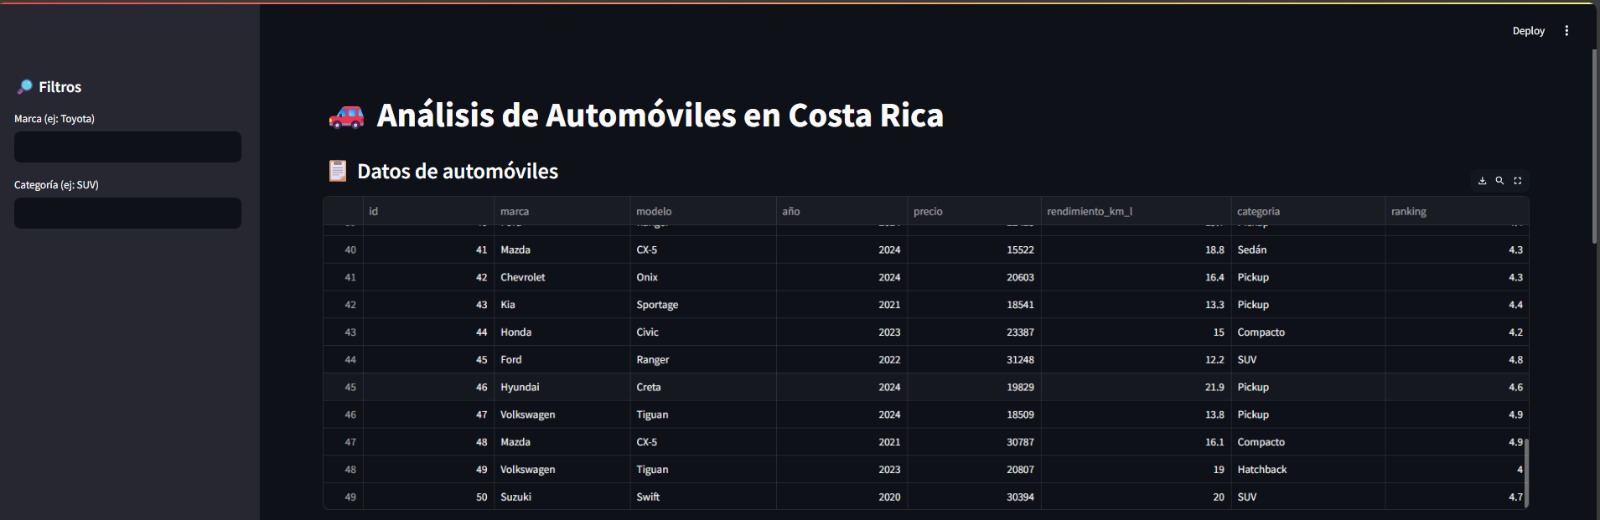 Deploy
Filtros
Marca (ej: Toyota)
Categoría (ej: SUV)
Análisis de Automóviles en Costa Rica
Datos de automóviles
id marca modelo año precio rendimiento_km_l categoria ranking
40 41 Mazda CX-5 2024 15522 18.8 Sedán 4.3
41 42 Chevrolet Onix 2024 20603 16.4 Pickup 4.3
42 43 Kia Sportage 2021 18541 13.3 Pickup 4.4
43 44 Honda Civic 2023 23387 15 Compacto 4.2
44 45 Ford Ranger 2022 31248 12.2 SUV 4.8
45 46 Hyundai Creta 2024 19829 21.9 Pickup 4.6
46 47 Volkswagen Tiguan 2024 18509 13.8 Pickup 4.9
47 48 Mazda CX-5 2021 30787 16.1 Compacto 4.9
48 49 Volkswagen Tiguan 2023 20807 19 Hatchback 4
49 50 Suzuki Swift 2020 30394 20 SUV 4.7